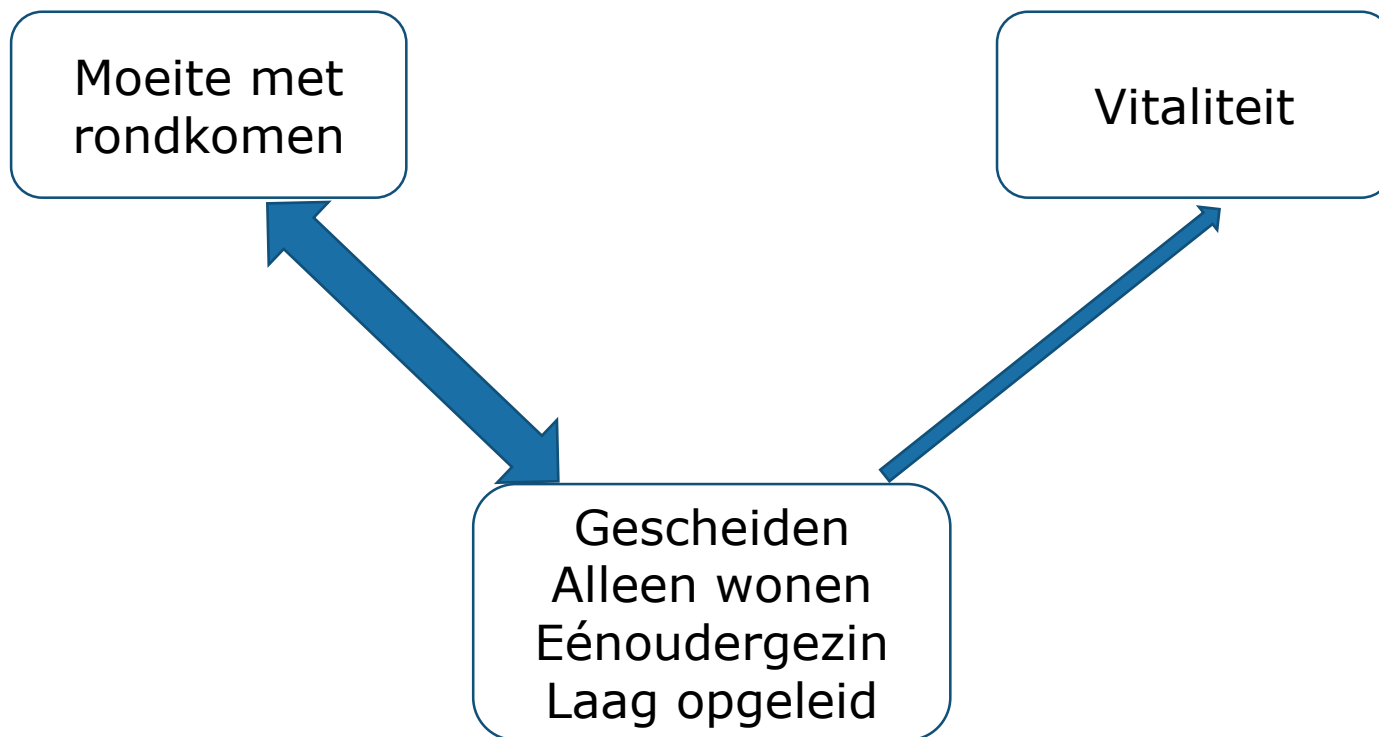 Moeite met
rondkomen
Vitaliteit
Gescheiden
Alleen wonen
Eénoudergezin
Laag opgeleid